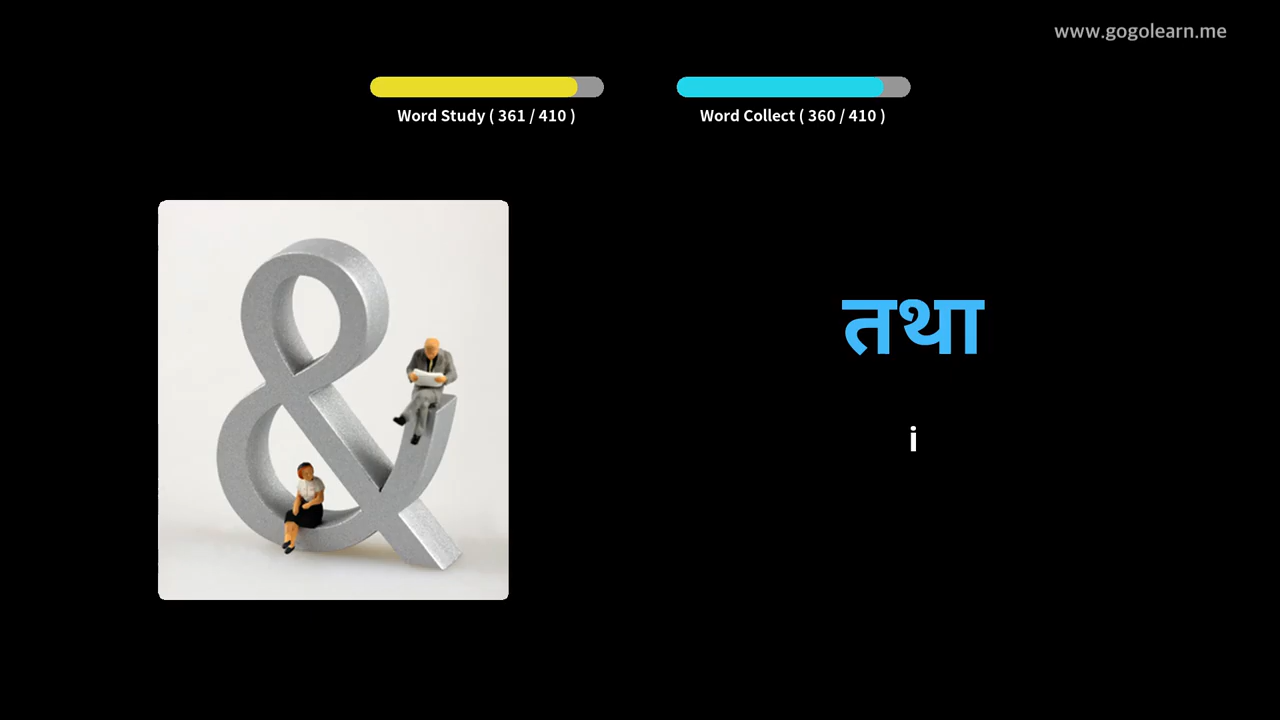 www.gogolearn.me
Word Study ( 361 / 410 )
Word Collect ( 360 / 410 )
&
तथा
i